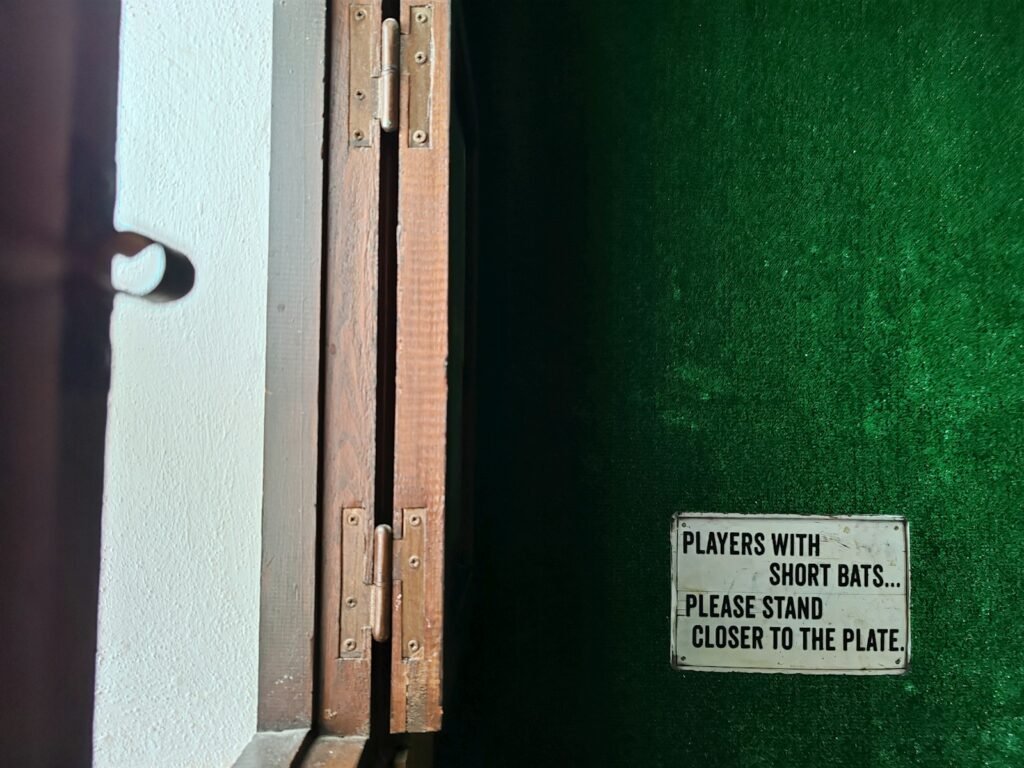 PLAYERS WITH
SHORT BATS...
PLEASE STAND
CLOSER TO THE PLATE.